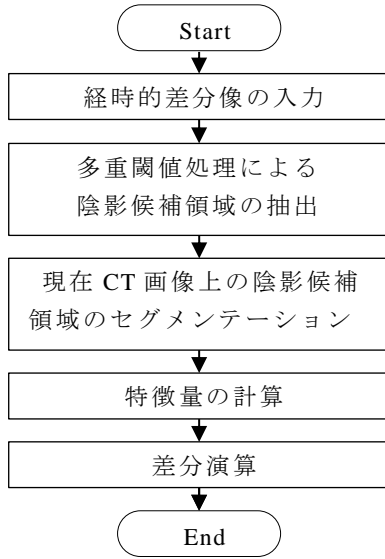 Start
経時的差分像の入力
多重閾値処理による
陰影候補領域の抽出
現在 CT 画像上の陰影候補
領域のセグメンテーション
特徴量の計算
差分演算
End